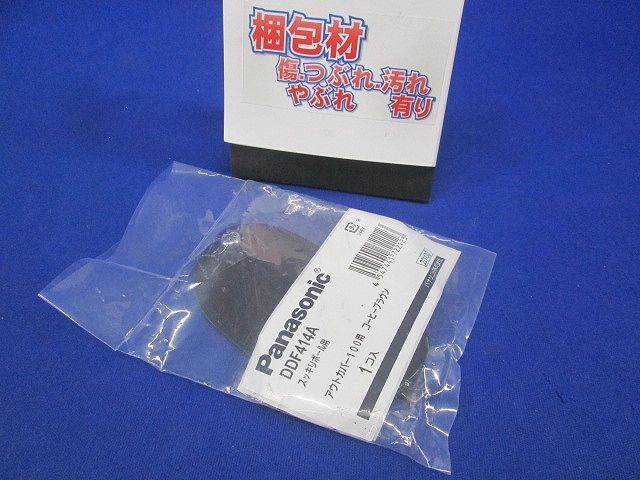 梱包材
傷.つぶれ.汚れ
やぶれ 有り
Panasonic®
DDF414A
スッキリポール用
アウトカバー100用 コーヒーブラウン
1コ入